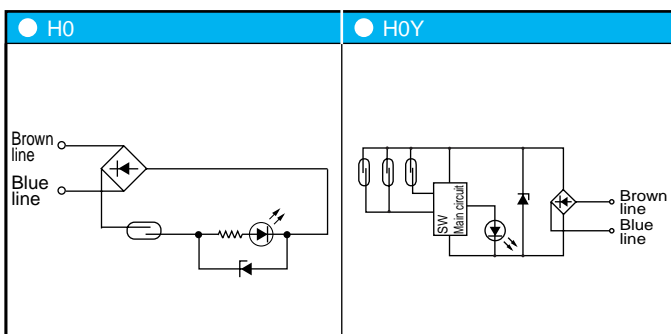 H0
H0Y
Brown
line
Blue
line
SW
Main circuit
Brown
line
Blue
line